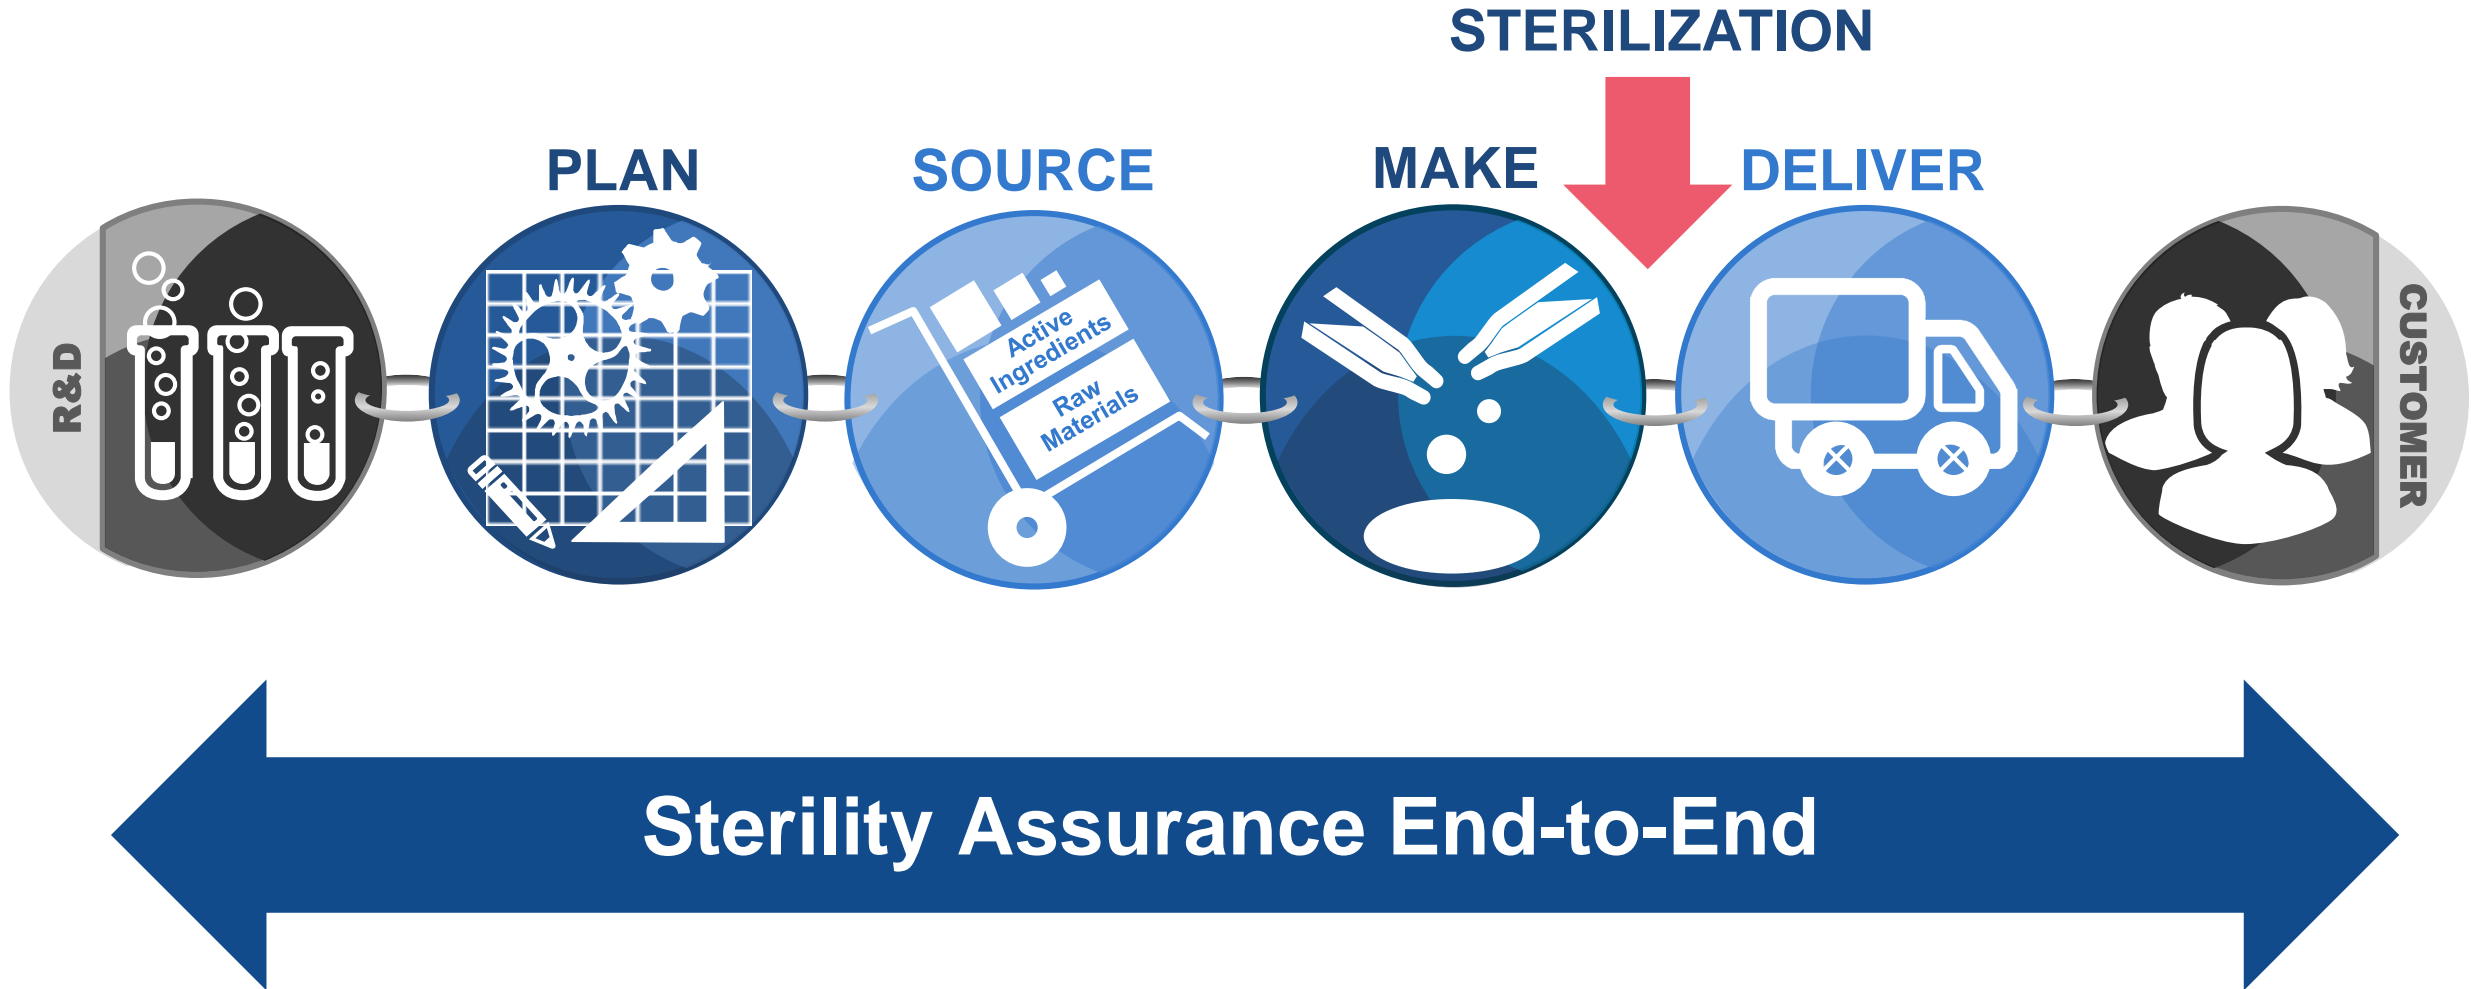 STERILIZATION
PLAN
SOURCE
MAKE
DELIVER
R&D
Active
Ingredients
Raw
Materials
CUSTOMER
Sterility Assurance End-to-End